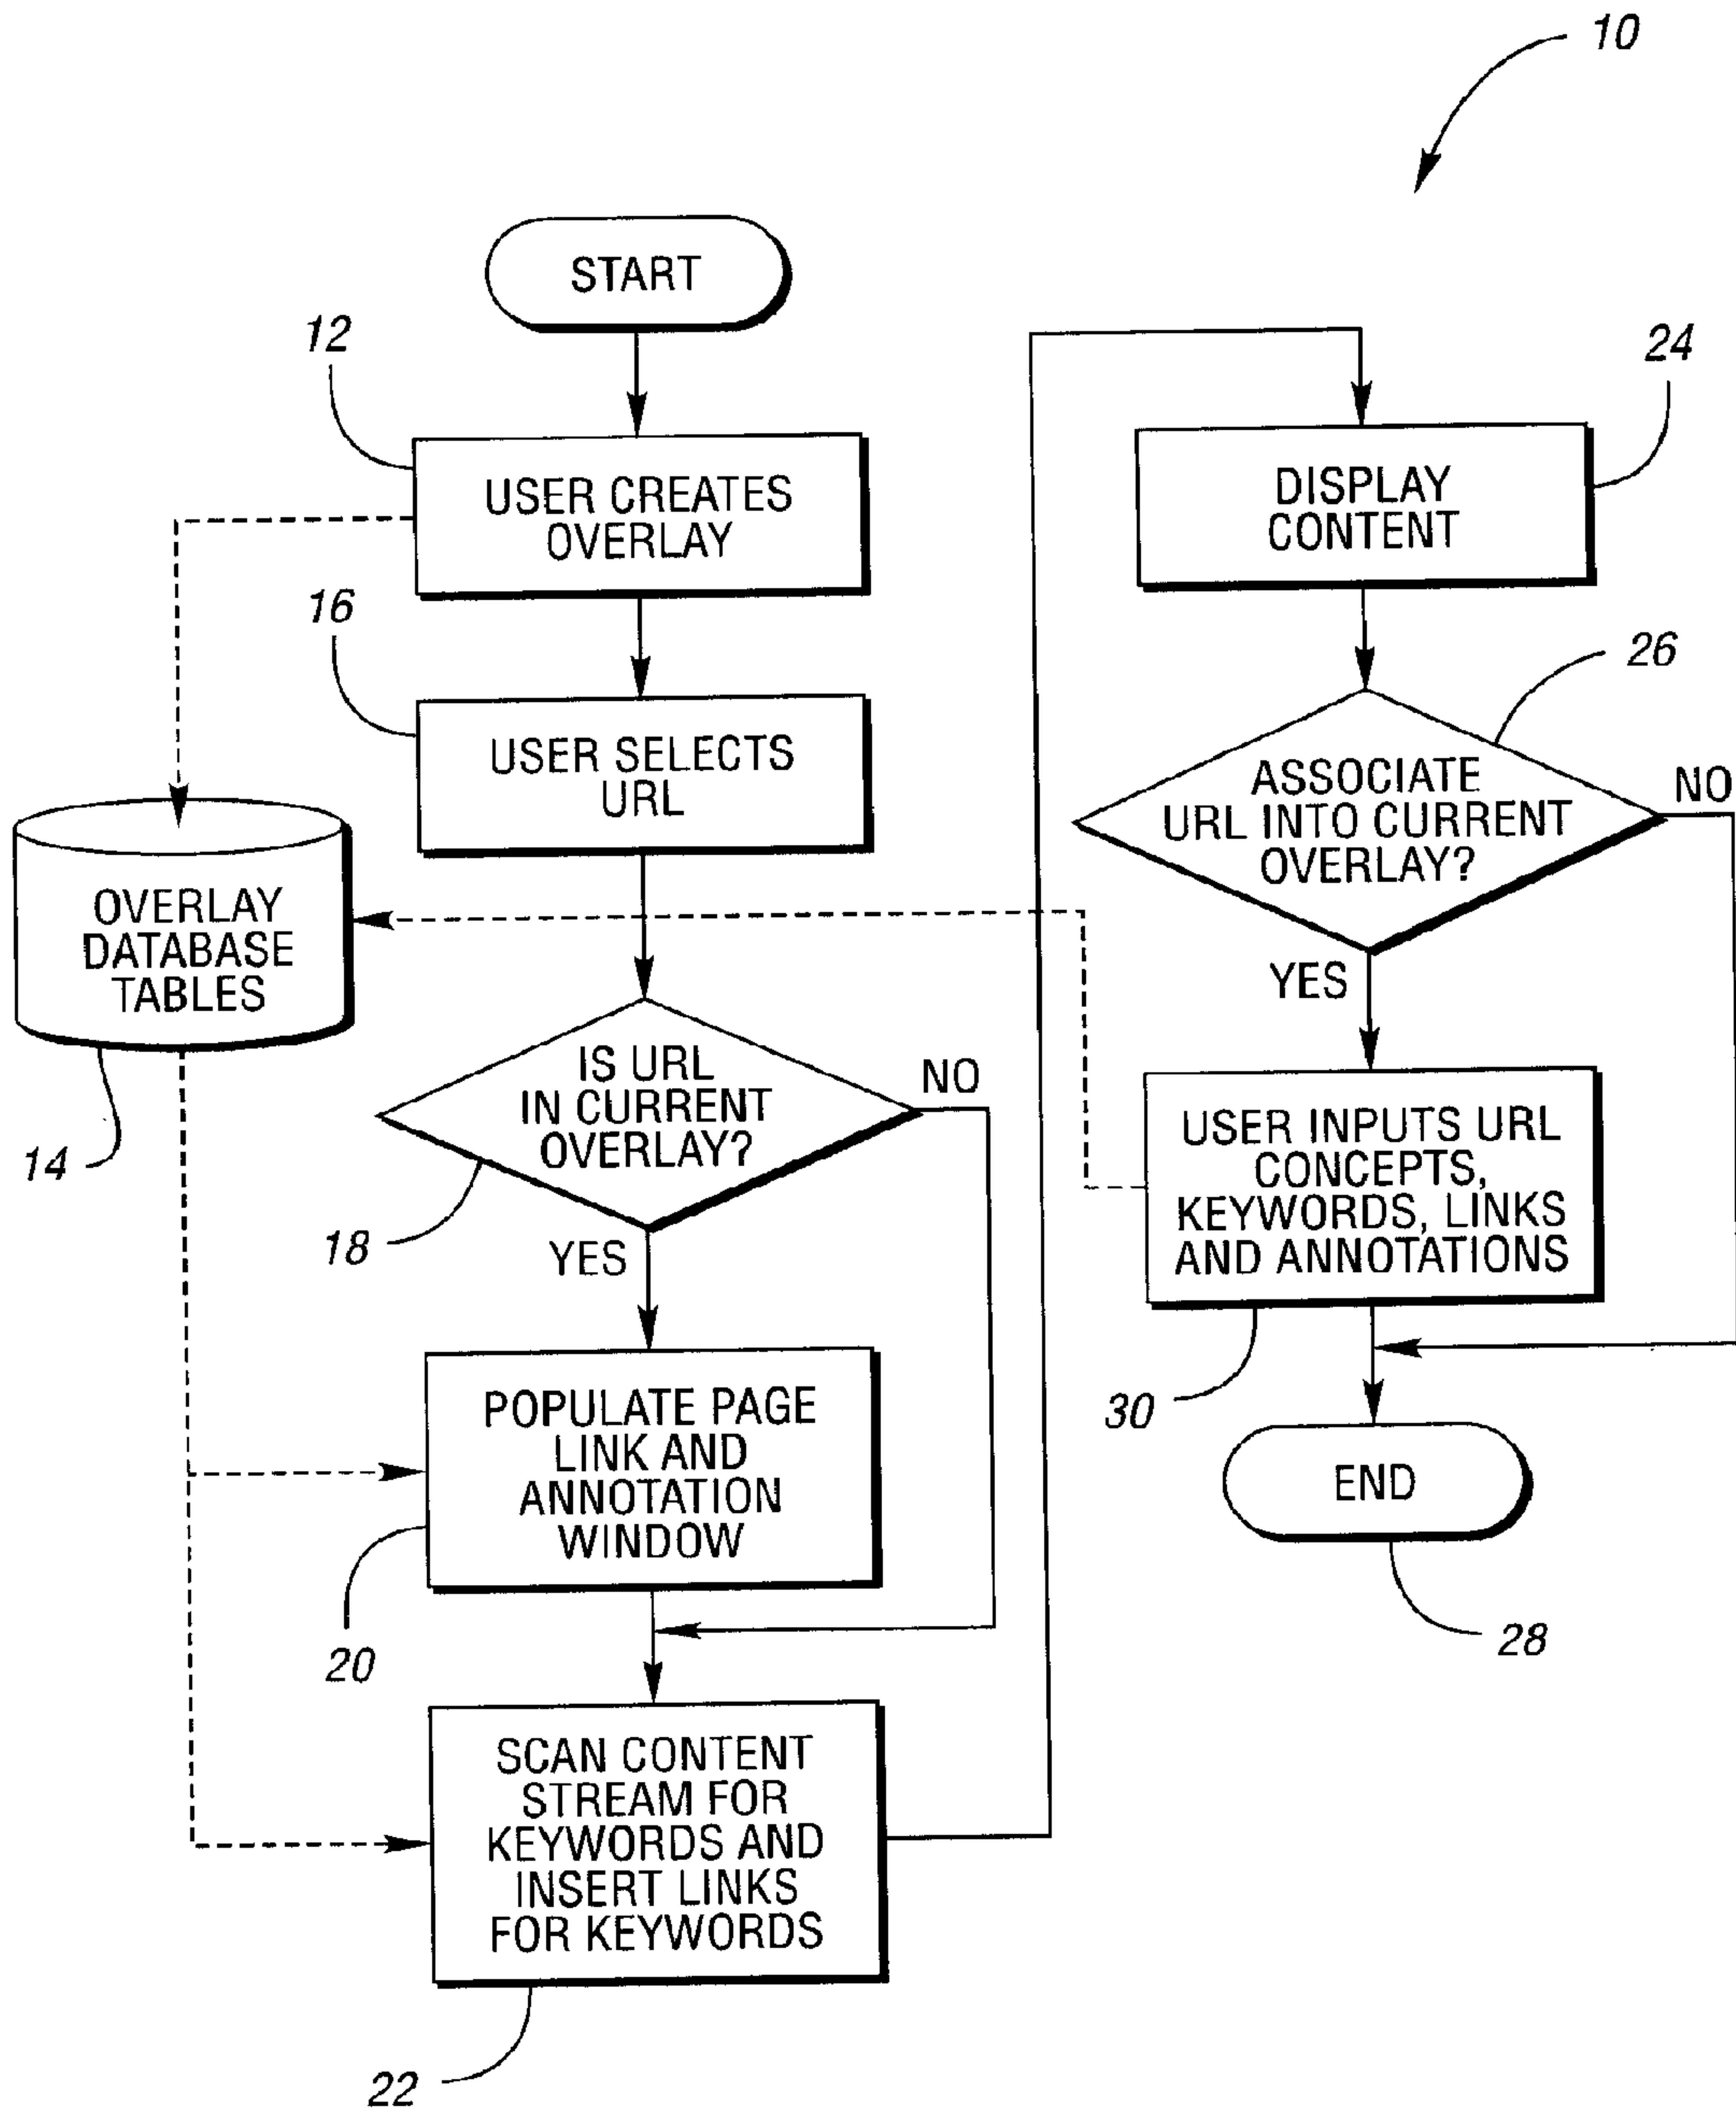 10
START
12
USER CREATES
OVERLAY
16
USER SELECTS
URL
OVERLAY
DATABASE
TABLES
14
IS URL
IN CURRENT
OVERLAY?
NO
18
YES
POPULATE PAGE
LINK AND
ANNOTATION
WINDOW
20
SCAN CONTENT
STREAM FOR
KEYWORDS AND
INSERT LINKS
FOR KEYWORDS
22
24
DISPLAY
CONTENT
26
ASSOCIATE
URL INTO CURRENT
OVERLAY?
NO
YES
USER INPUTS URL
CONCEPTS,
KEYWORDS, LINKS
AND ANNOTATIONS
30
END
28